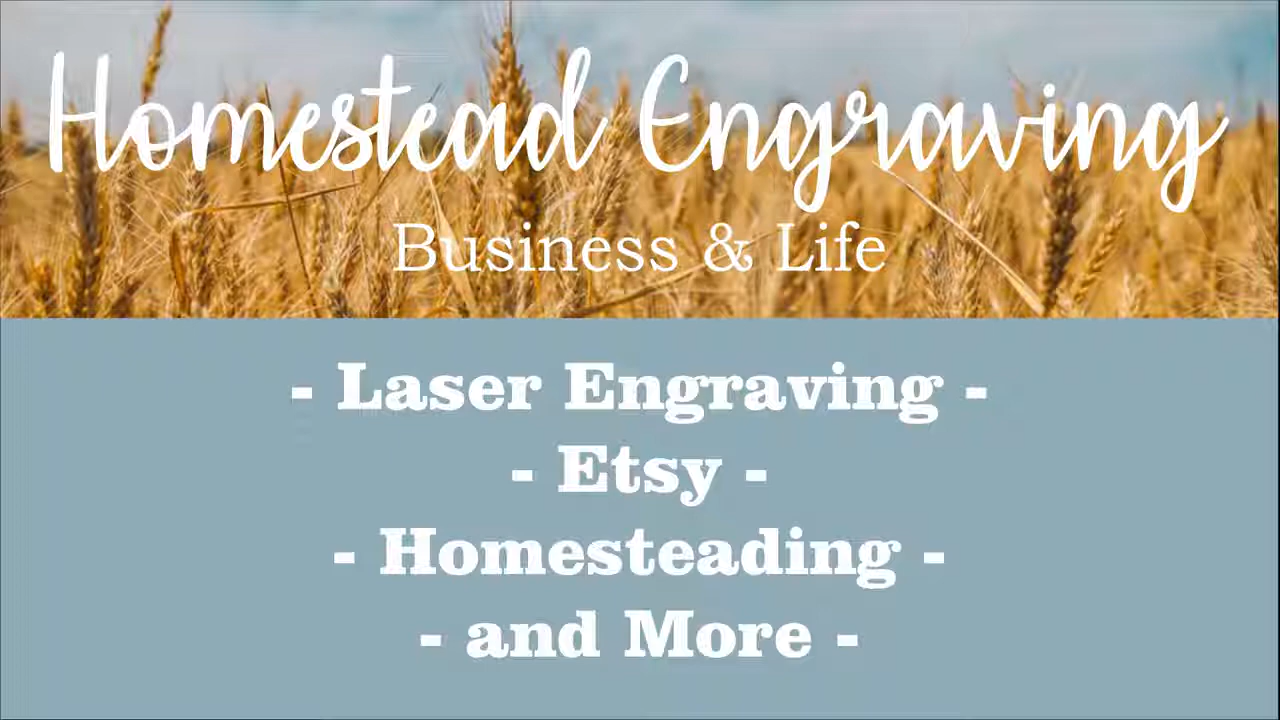 Homestead Engraving
Business & Life
- Laser Engraving -
- Etsy -
- Homesteading -
- and More -